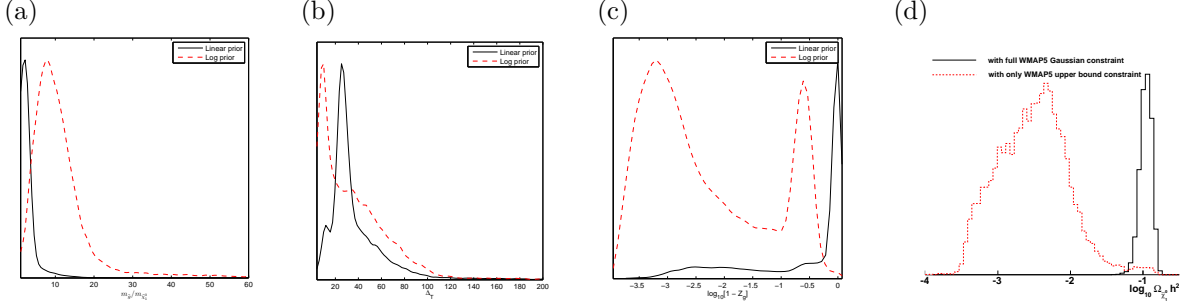 (a)
(b)
(c)
(d)
Linear prior
Log prior
10 20 30 40 50 60
Linear prior
Log prior
0 20 40 60 80 100 120 140 160 180 200
Δ_T
Linear prior
Log prior
-3.5 -3 -2.5 -2 -1.5 -1 -0.5 0
log₁₀[1 - Z_g]
with full WMAP5 Gaussian constraint
with only WMAP5 upper bound constraint
-4 -3 -2 -1 0